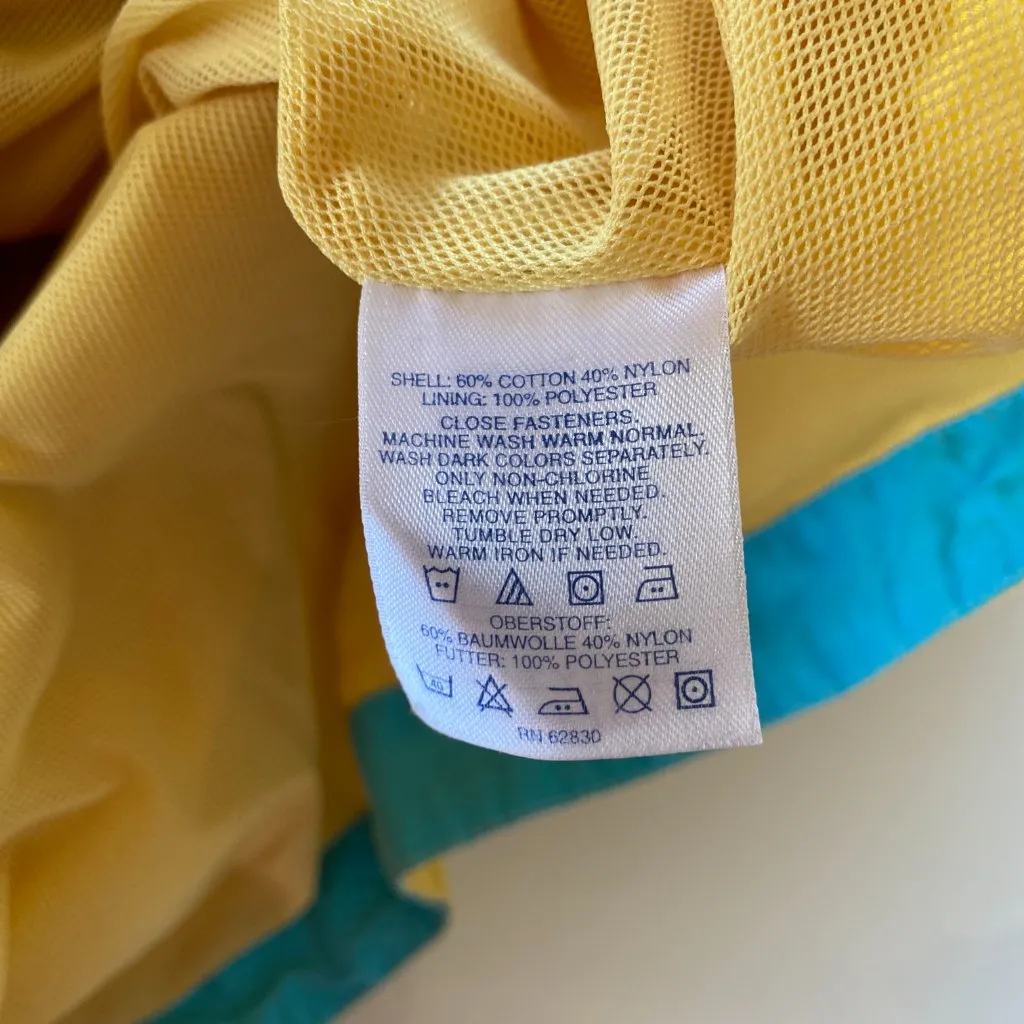 SHELL: 60% COTTON 40% NYLON
LINING: 100% POLYESTER
CLOSE FASTENERS.
MACHINE WASH WARM NORMAL.
WASH DARK COLORS SEPARATELY.
ONLY NON-CHLORINE
BLEACH WHEN NEEDED.
REMOVE PROMPTLY.
TUMBLE DRY LOW.
WARM IRON IF NEEDED.
OBERSTOFF:
60% BAUMWOLLE 40% NYLON
FUTTER: 100% POLYESTER
40
RN 62830